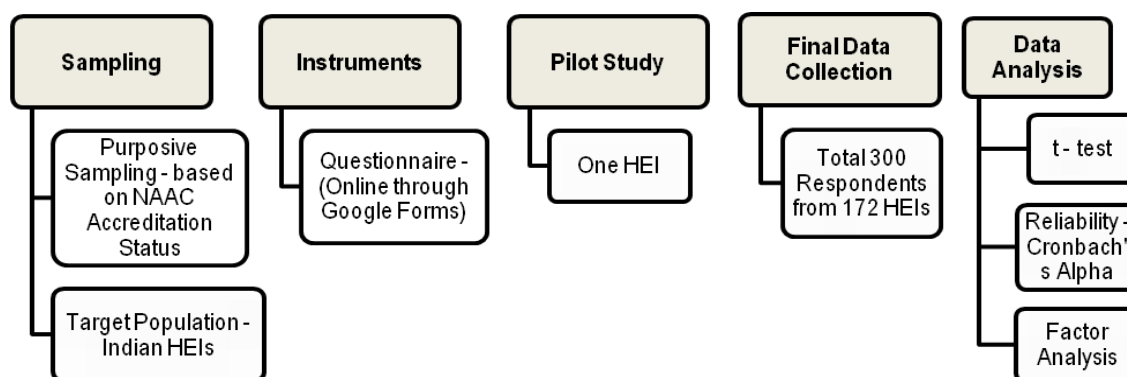 Sampling
Purposive
Sampling - based
on NAAC
Accreditation
Status
Target Population -
Indian HEIs
Instruments
Questionnaire -
(Online through
Google Forms)
Pilot Study
One HEI
Final Data
Collection
Total 300
Respondents
from 172 HEIs
Data
Analysis
t - test
Reliability -
Cronbach'
s Alpha
Factor
Analysis